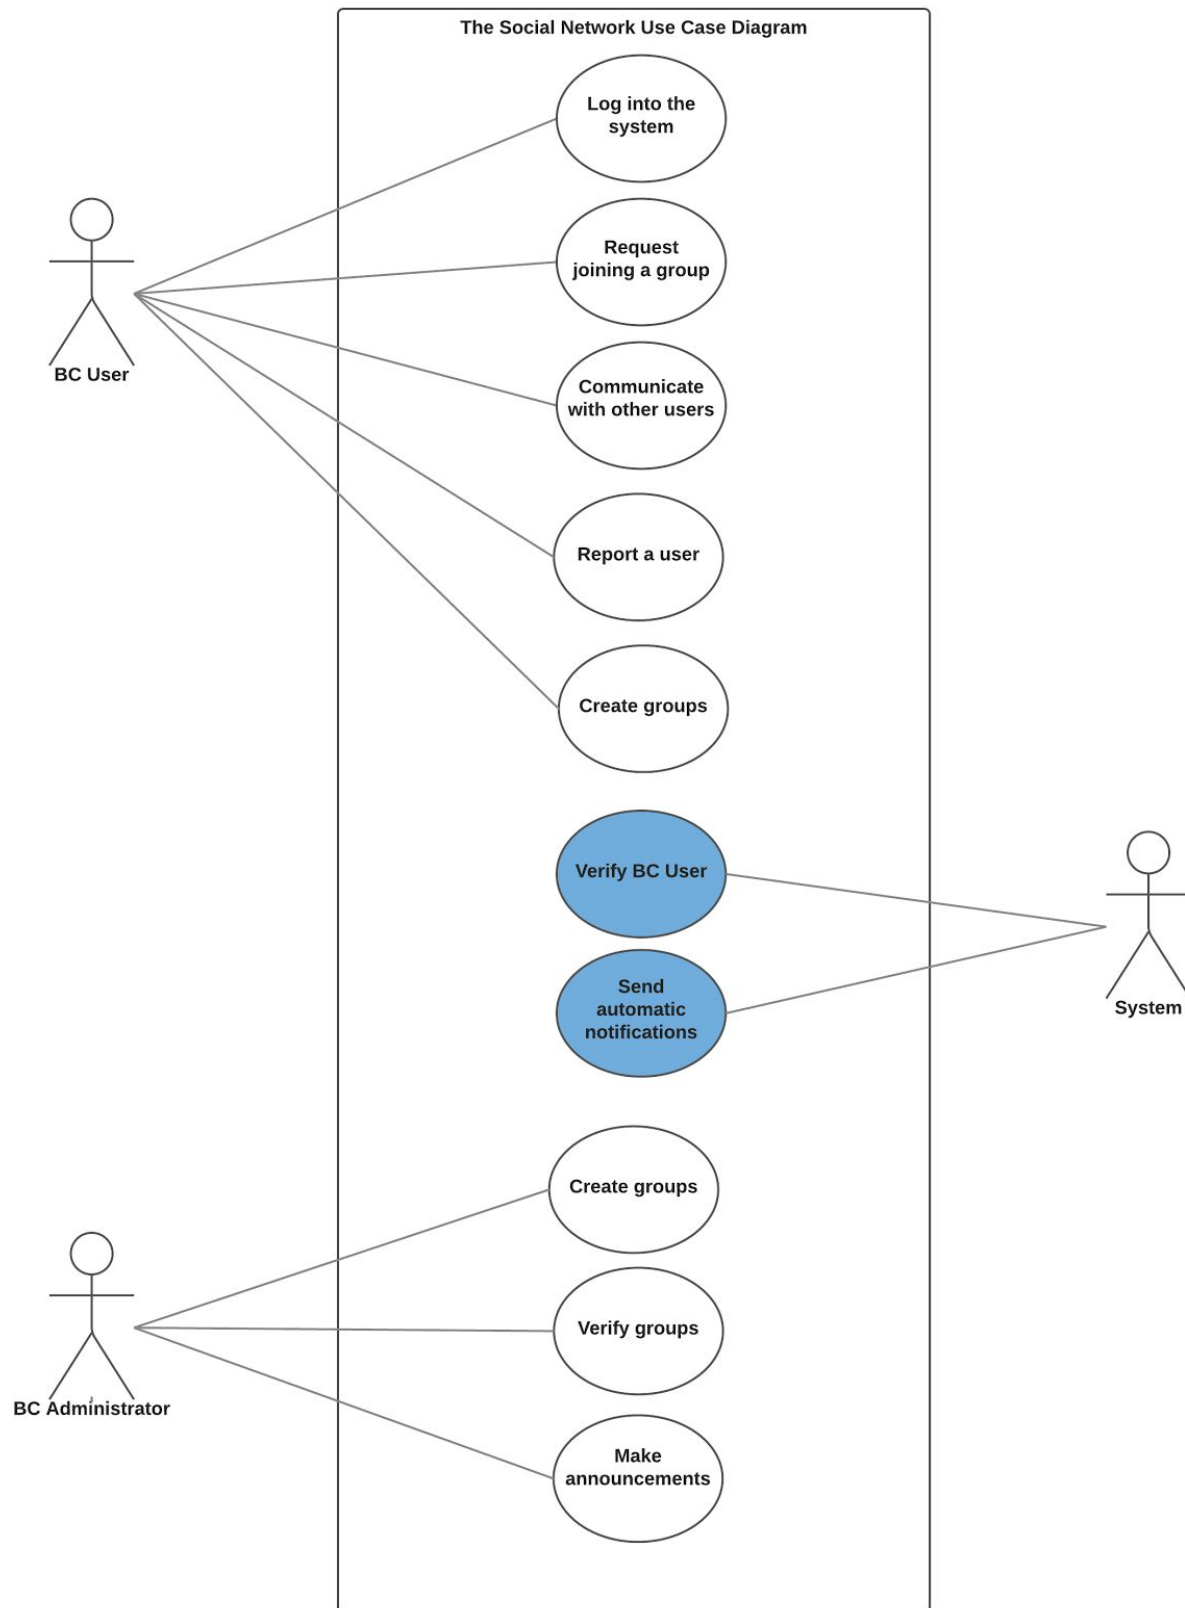 The Social Network Use Case Diagram
Log into the
system
Request
joining a group
BC User
Communicate
with other users
Report a user
Create groups
Verify BC User
Send
automatic
notifications
System
Create groups
Verify groups
BC Administrator
Make
announcements